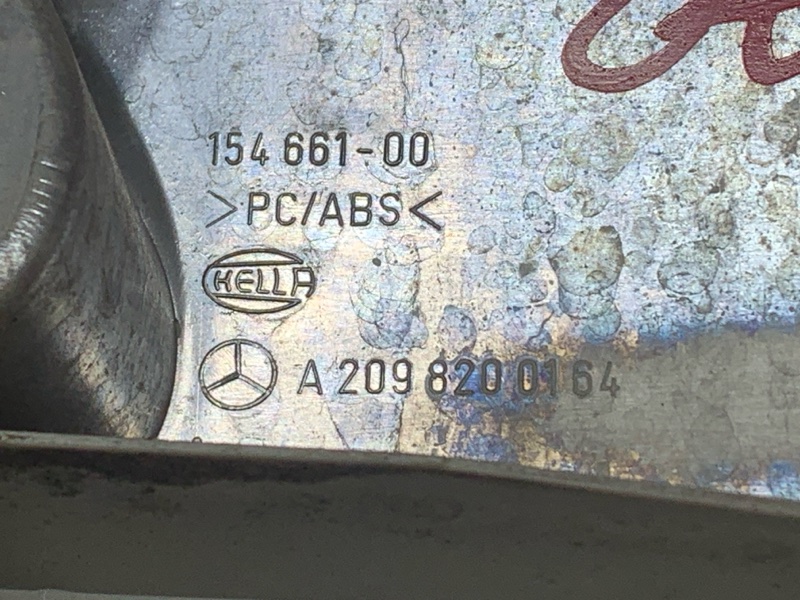 154 661-00
>PC/ABS<
HELLA
A 209 820 01 64